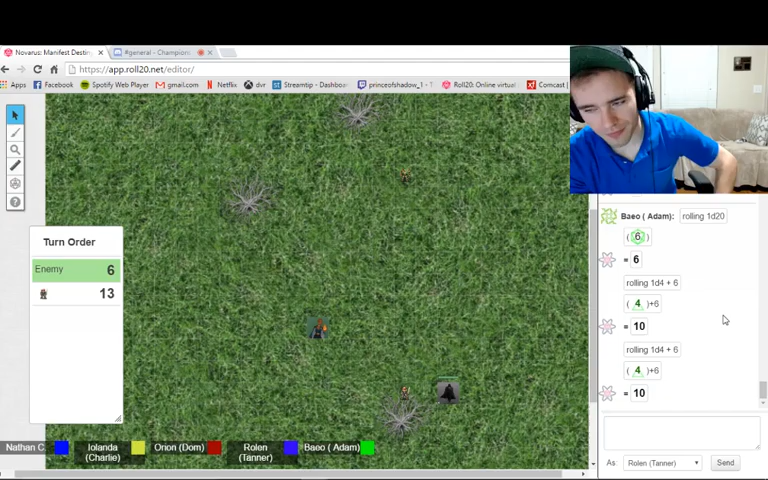 Novarus: Manifest Destin
#general - Champion
https://app.roll20.net/editor/
Apps
Facebook
Spotify Web Player
gmail.com
Netflix
dvr
Streamtip - Dashboa
princeofshadow_1 - T
Roll20: Online virtual
Comcast
Turn Order
Enemy 6
13
Baeo ( Adam): rolling 1d20
( 6 )
= 6
rolling 1d4 + 6
( 4 )+6
= 10
rolling 1d4 + 6
( 4 )+6
= 10
As: Rolen (Tanner)
Send
Nathan C.
Iolanda
(Charlie)
Orion (Dom)
Rolen
(Tanner)
Baeo ( Adam)